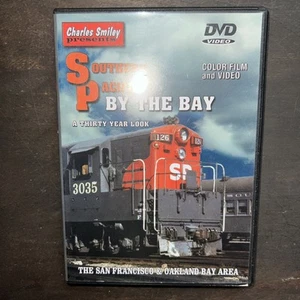 Charles Smiley
presents
DVD
VIDEO
SOUTHERN
PACIFIC
COLOR FILM
and VIDEO
BY THE BAY
A THIRTY YEAR LOOK
126
SP
3035
THE SAN FRANCISCO & OAKLAND BAY AREA